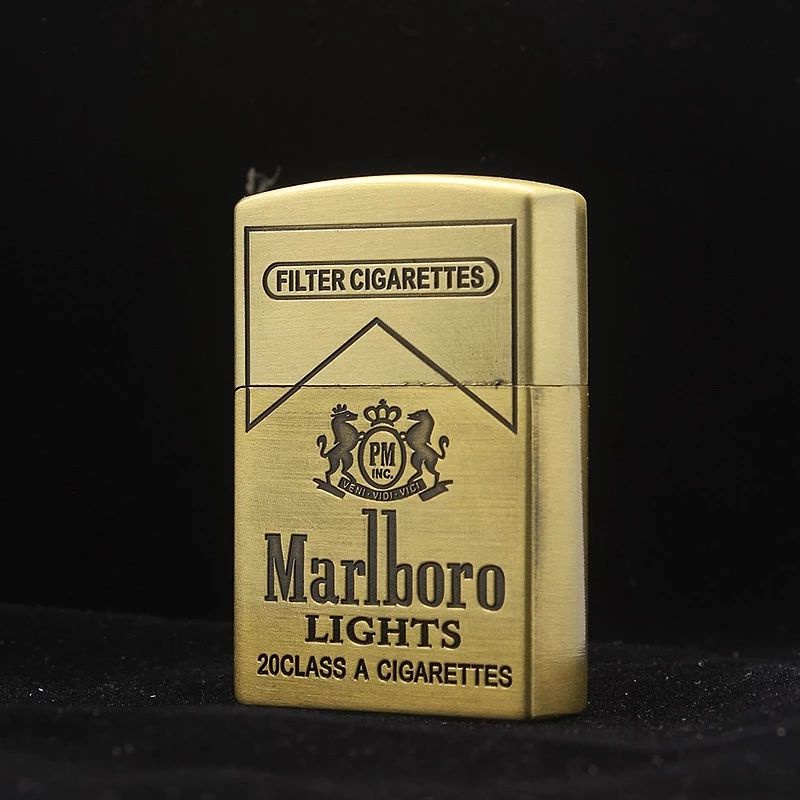 FILTER CIGARETTES
PM
INC.
VENI·VIDI·VICI
Marlboro
LIGHTS
20CLASS A CIGARETTES